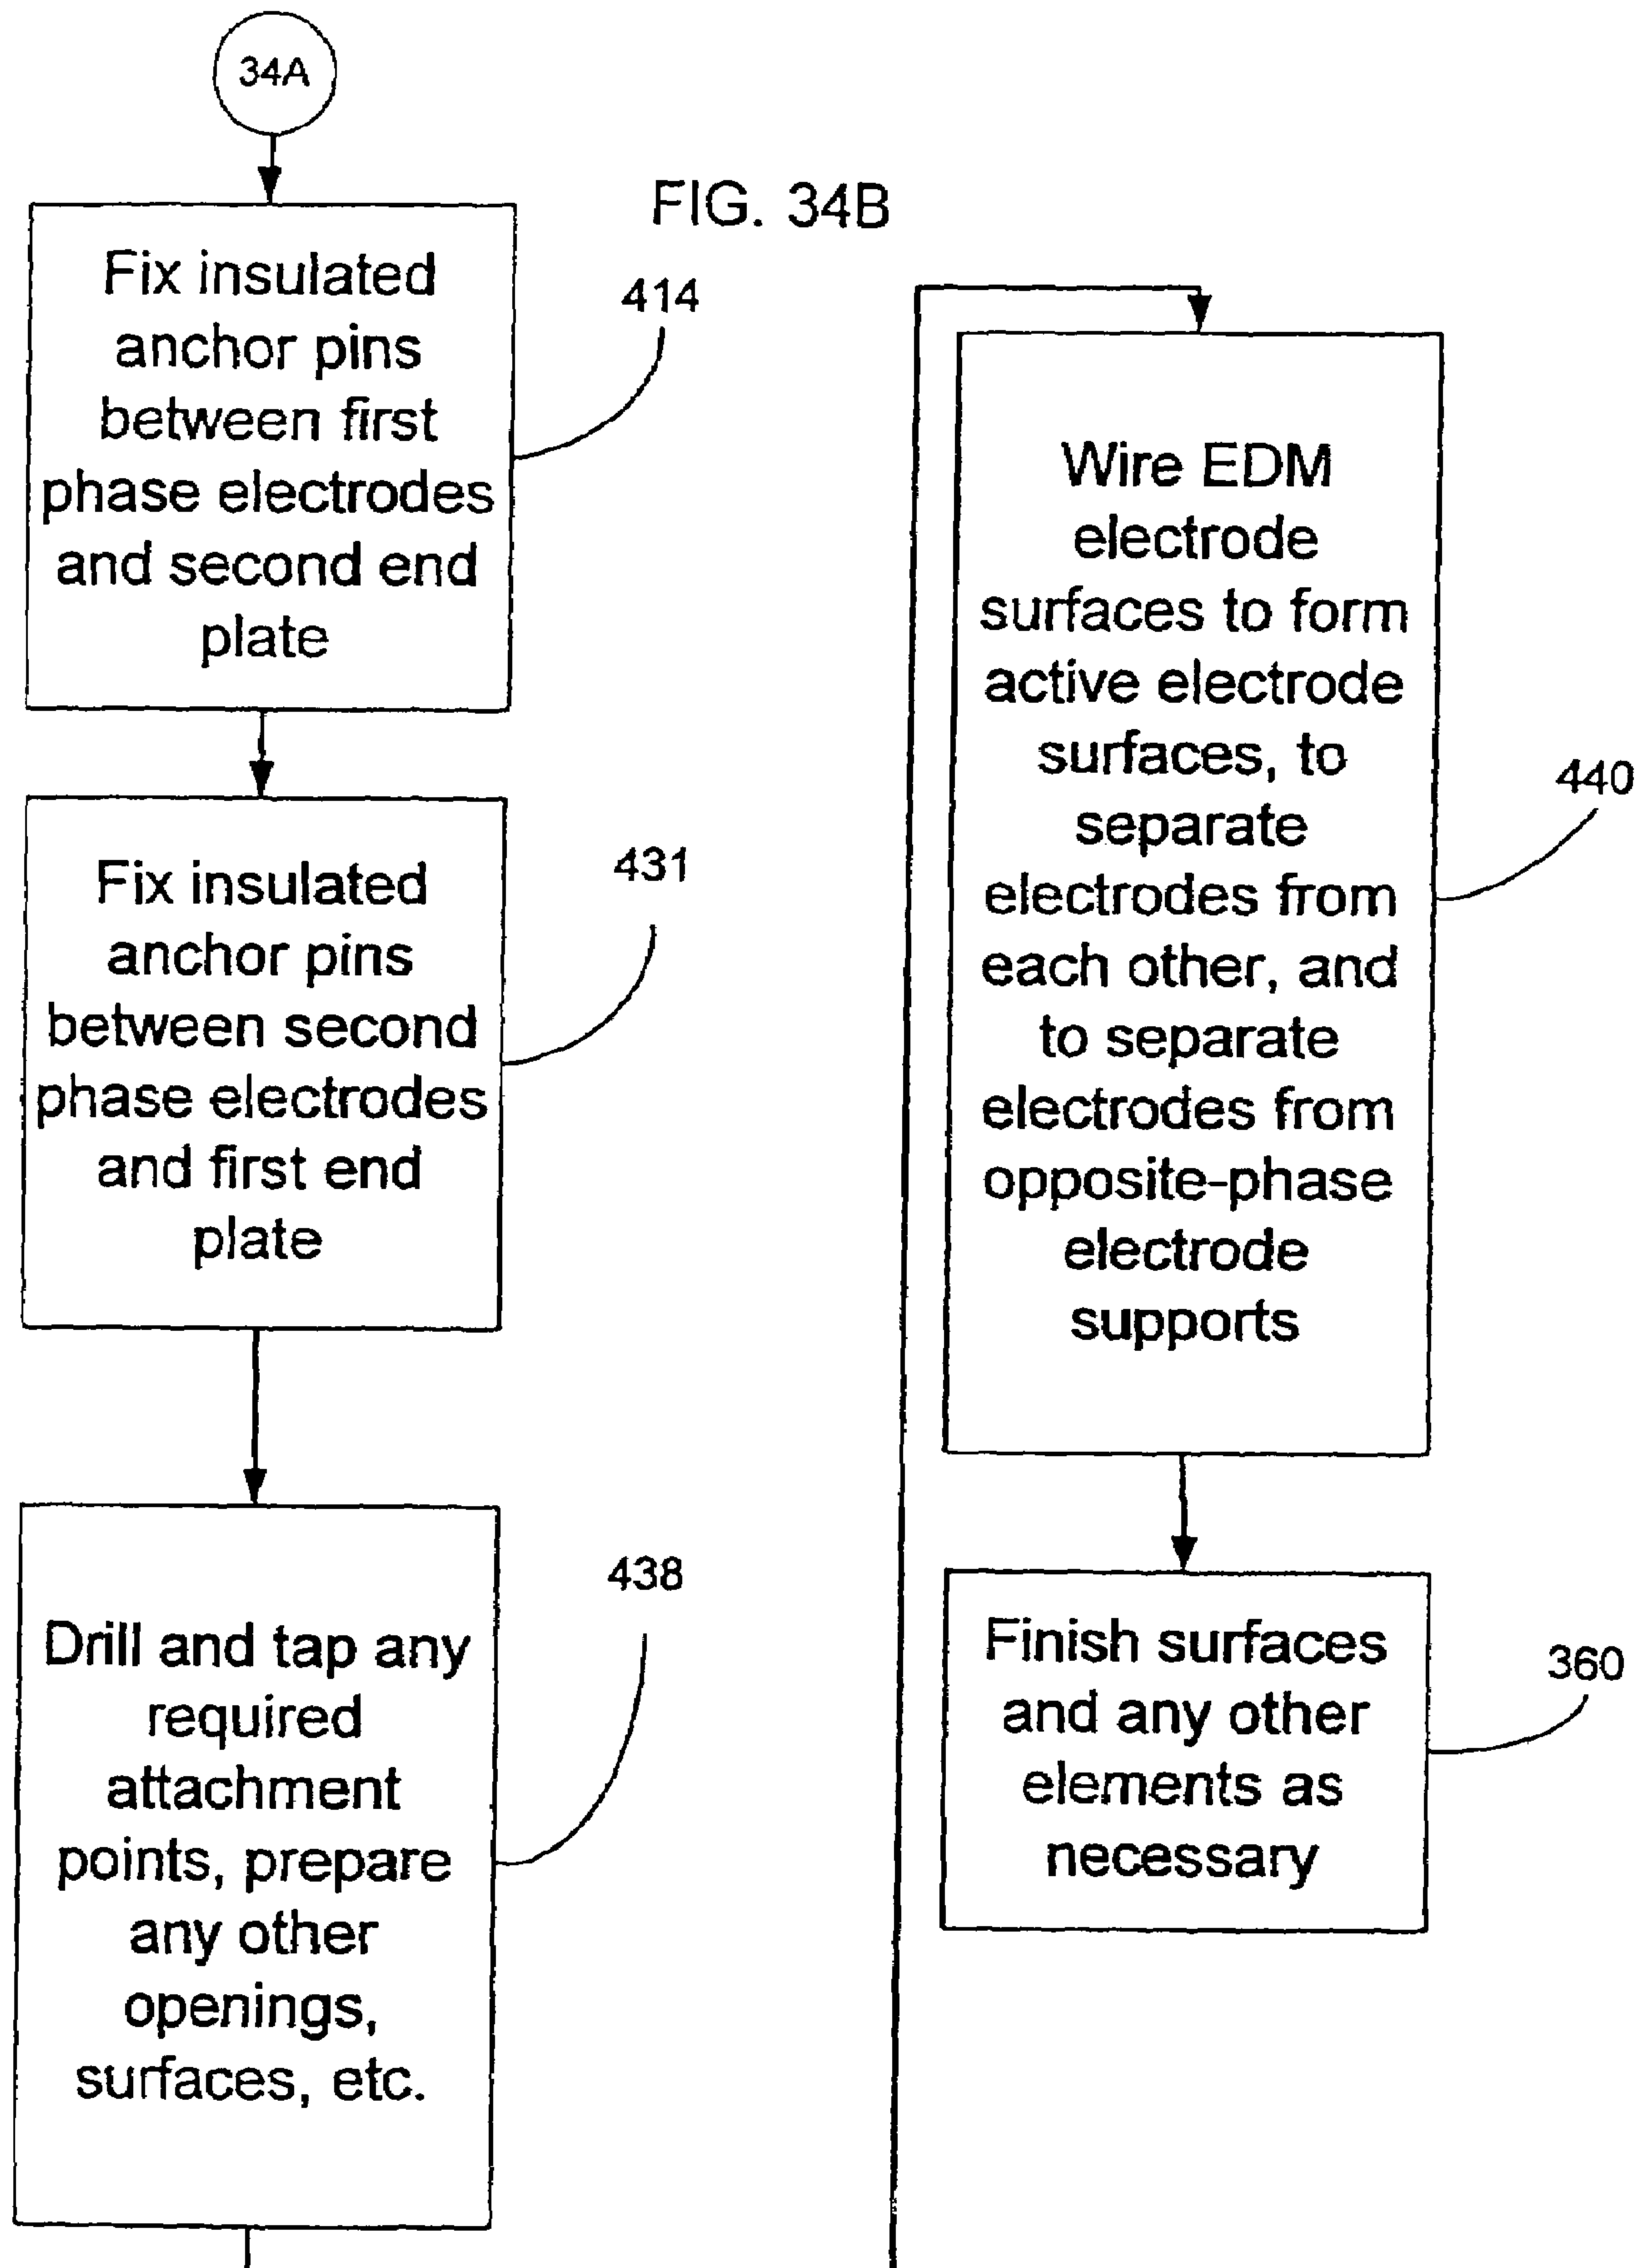 34A
FIG. 34B
Fix insulated
anchor pins
between first
phase electrodes
and second end
plate
414
Fix insulated
anchor pins
between second
phase electrodes
and first end
plate
431
Drill and tap any
required
attachment
points, prepare
any other
openings,
surfaces, etc.
438
Wire EDM
electrode
surfaces to form
active electrode
surfaces, to
separate
electrodes from
each other, and
to separate
electrodes from
opposite-phase
electrode
supports
440
Finish surfaces
and any other
elements as
necessary
360